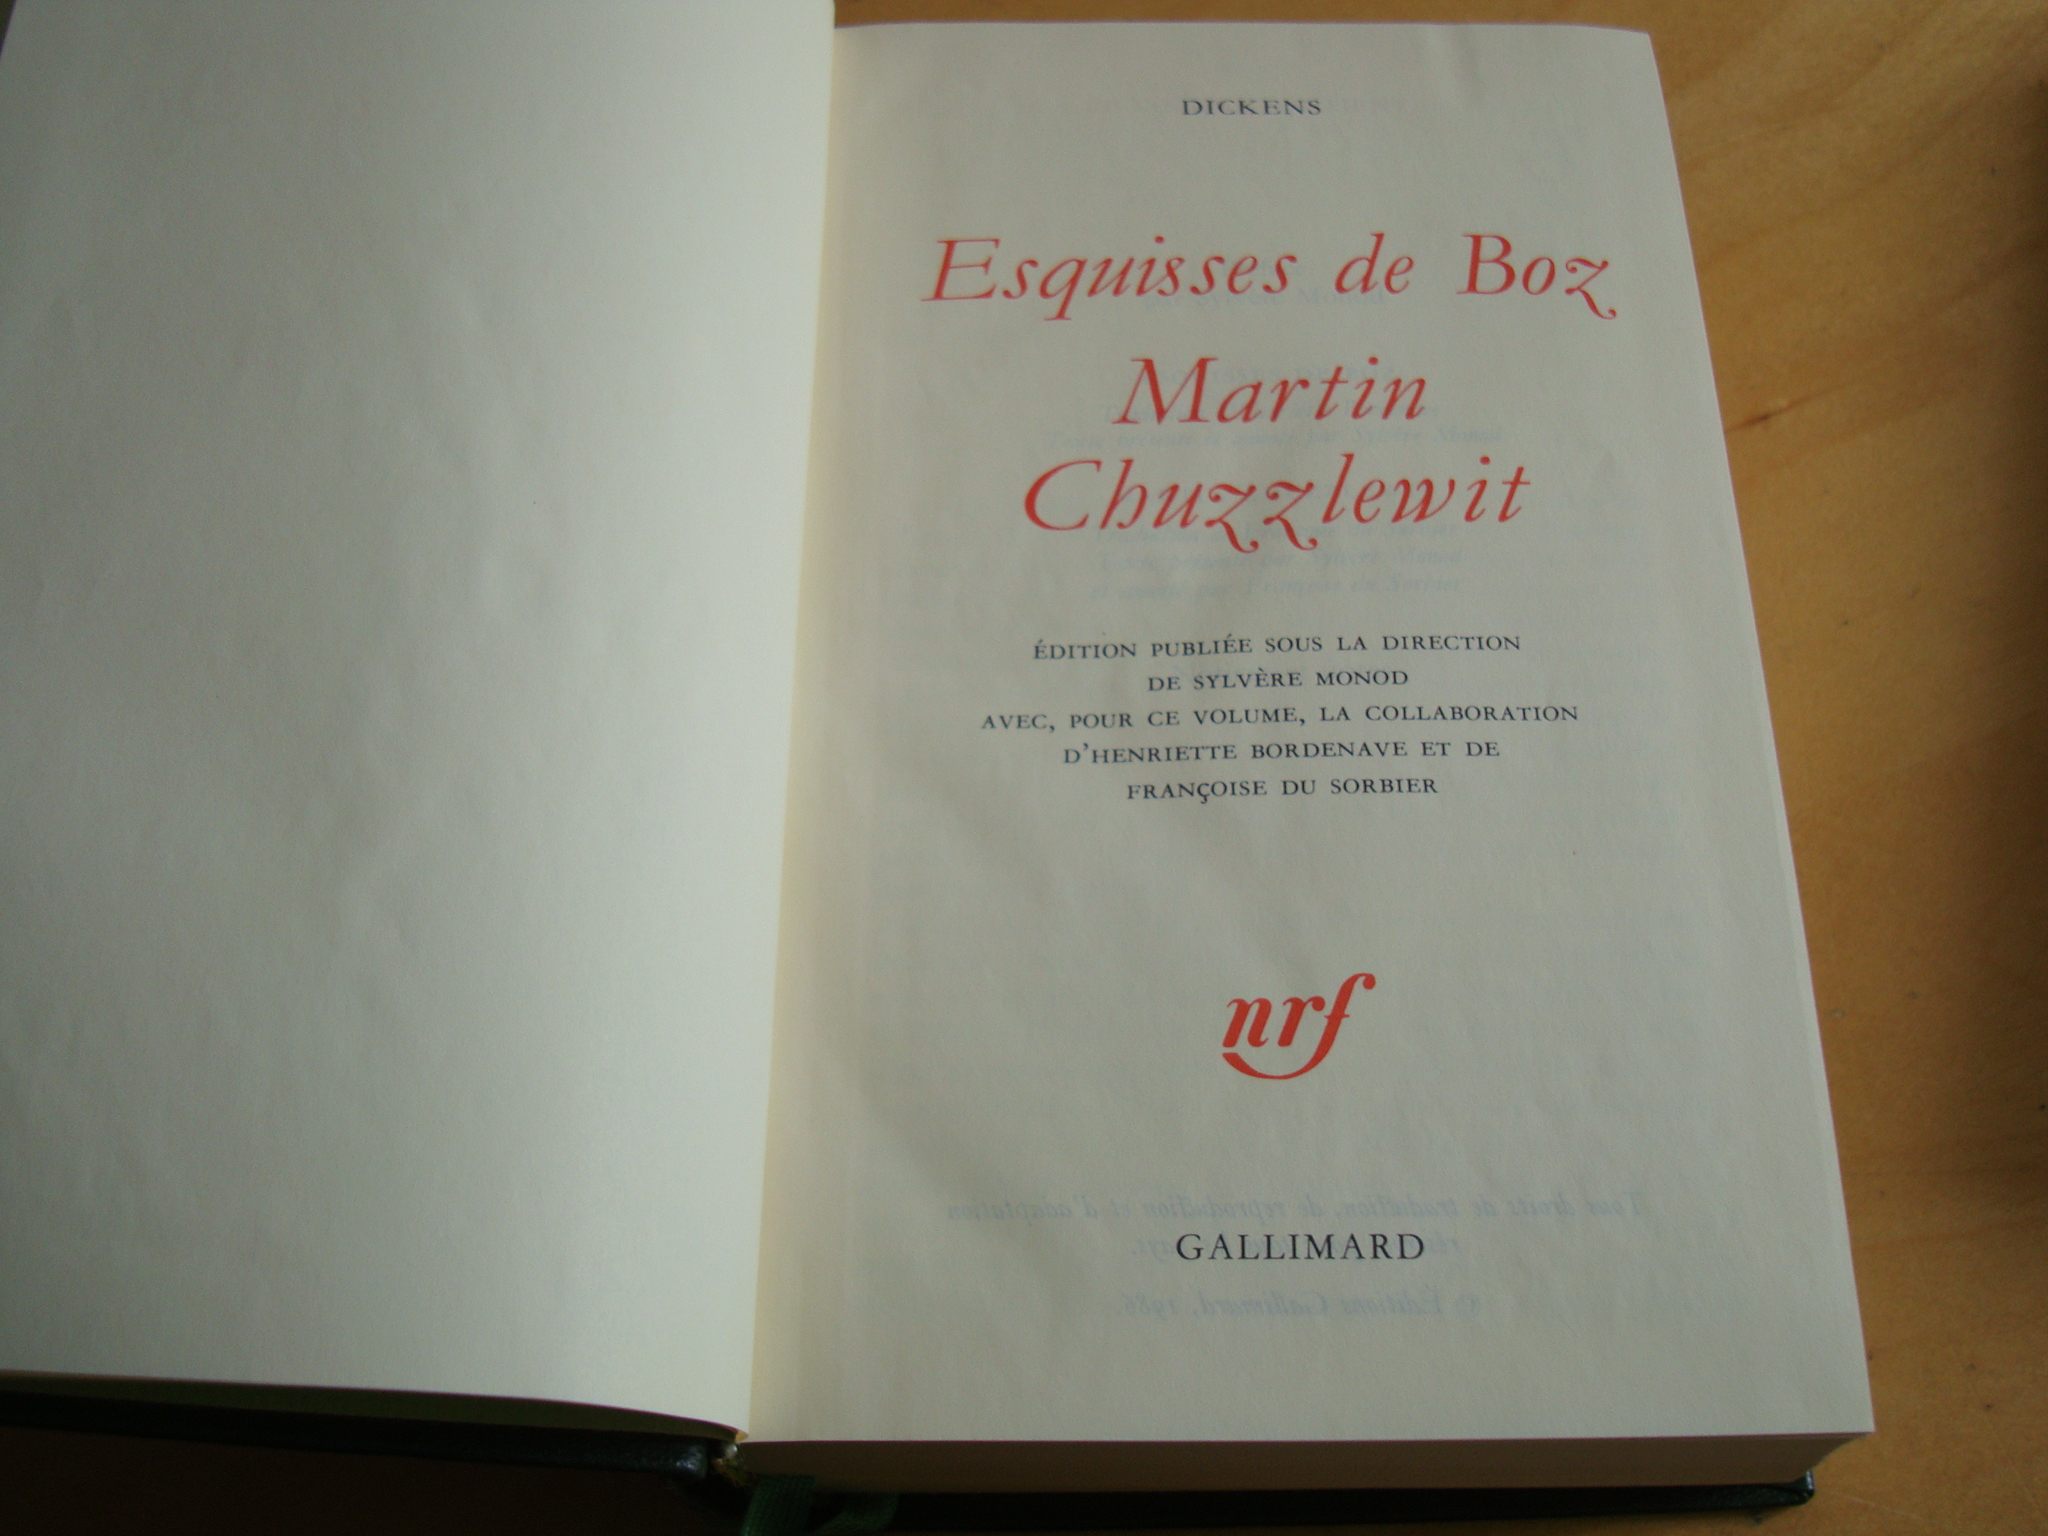 DICKENS
Esquisses de Boz
Martin
Chuzzlewit
ÉDITION PUBLIÉE SOUS LA DIRECTION
DE SYLVÈRE MONOD
AVEC, POUR CE VOLUME, LA COLLABORATION
D'HENRIETTE BORDENAVE ET DE
FRANÇOISE DU SORBIER
nrf
GALLIMARD